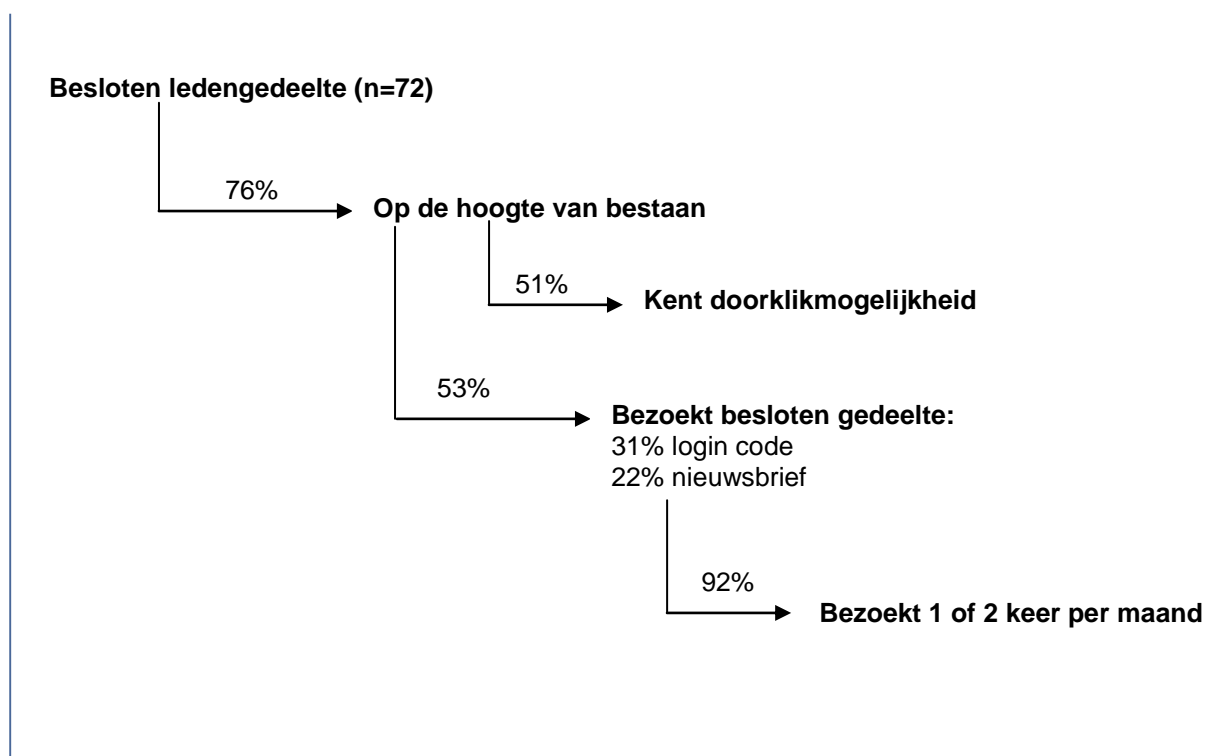 Besloten ledengedeelte (n=72)
76%
Op de hoogte van bestaan
51%
Kent doorklikmogelijkheid
53%
Bezoekt besloten gedeelte:
31% login code
22% nieuwsbrief
92%
Bezoekt 1 of 2 keer per maand